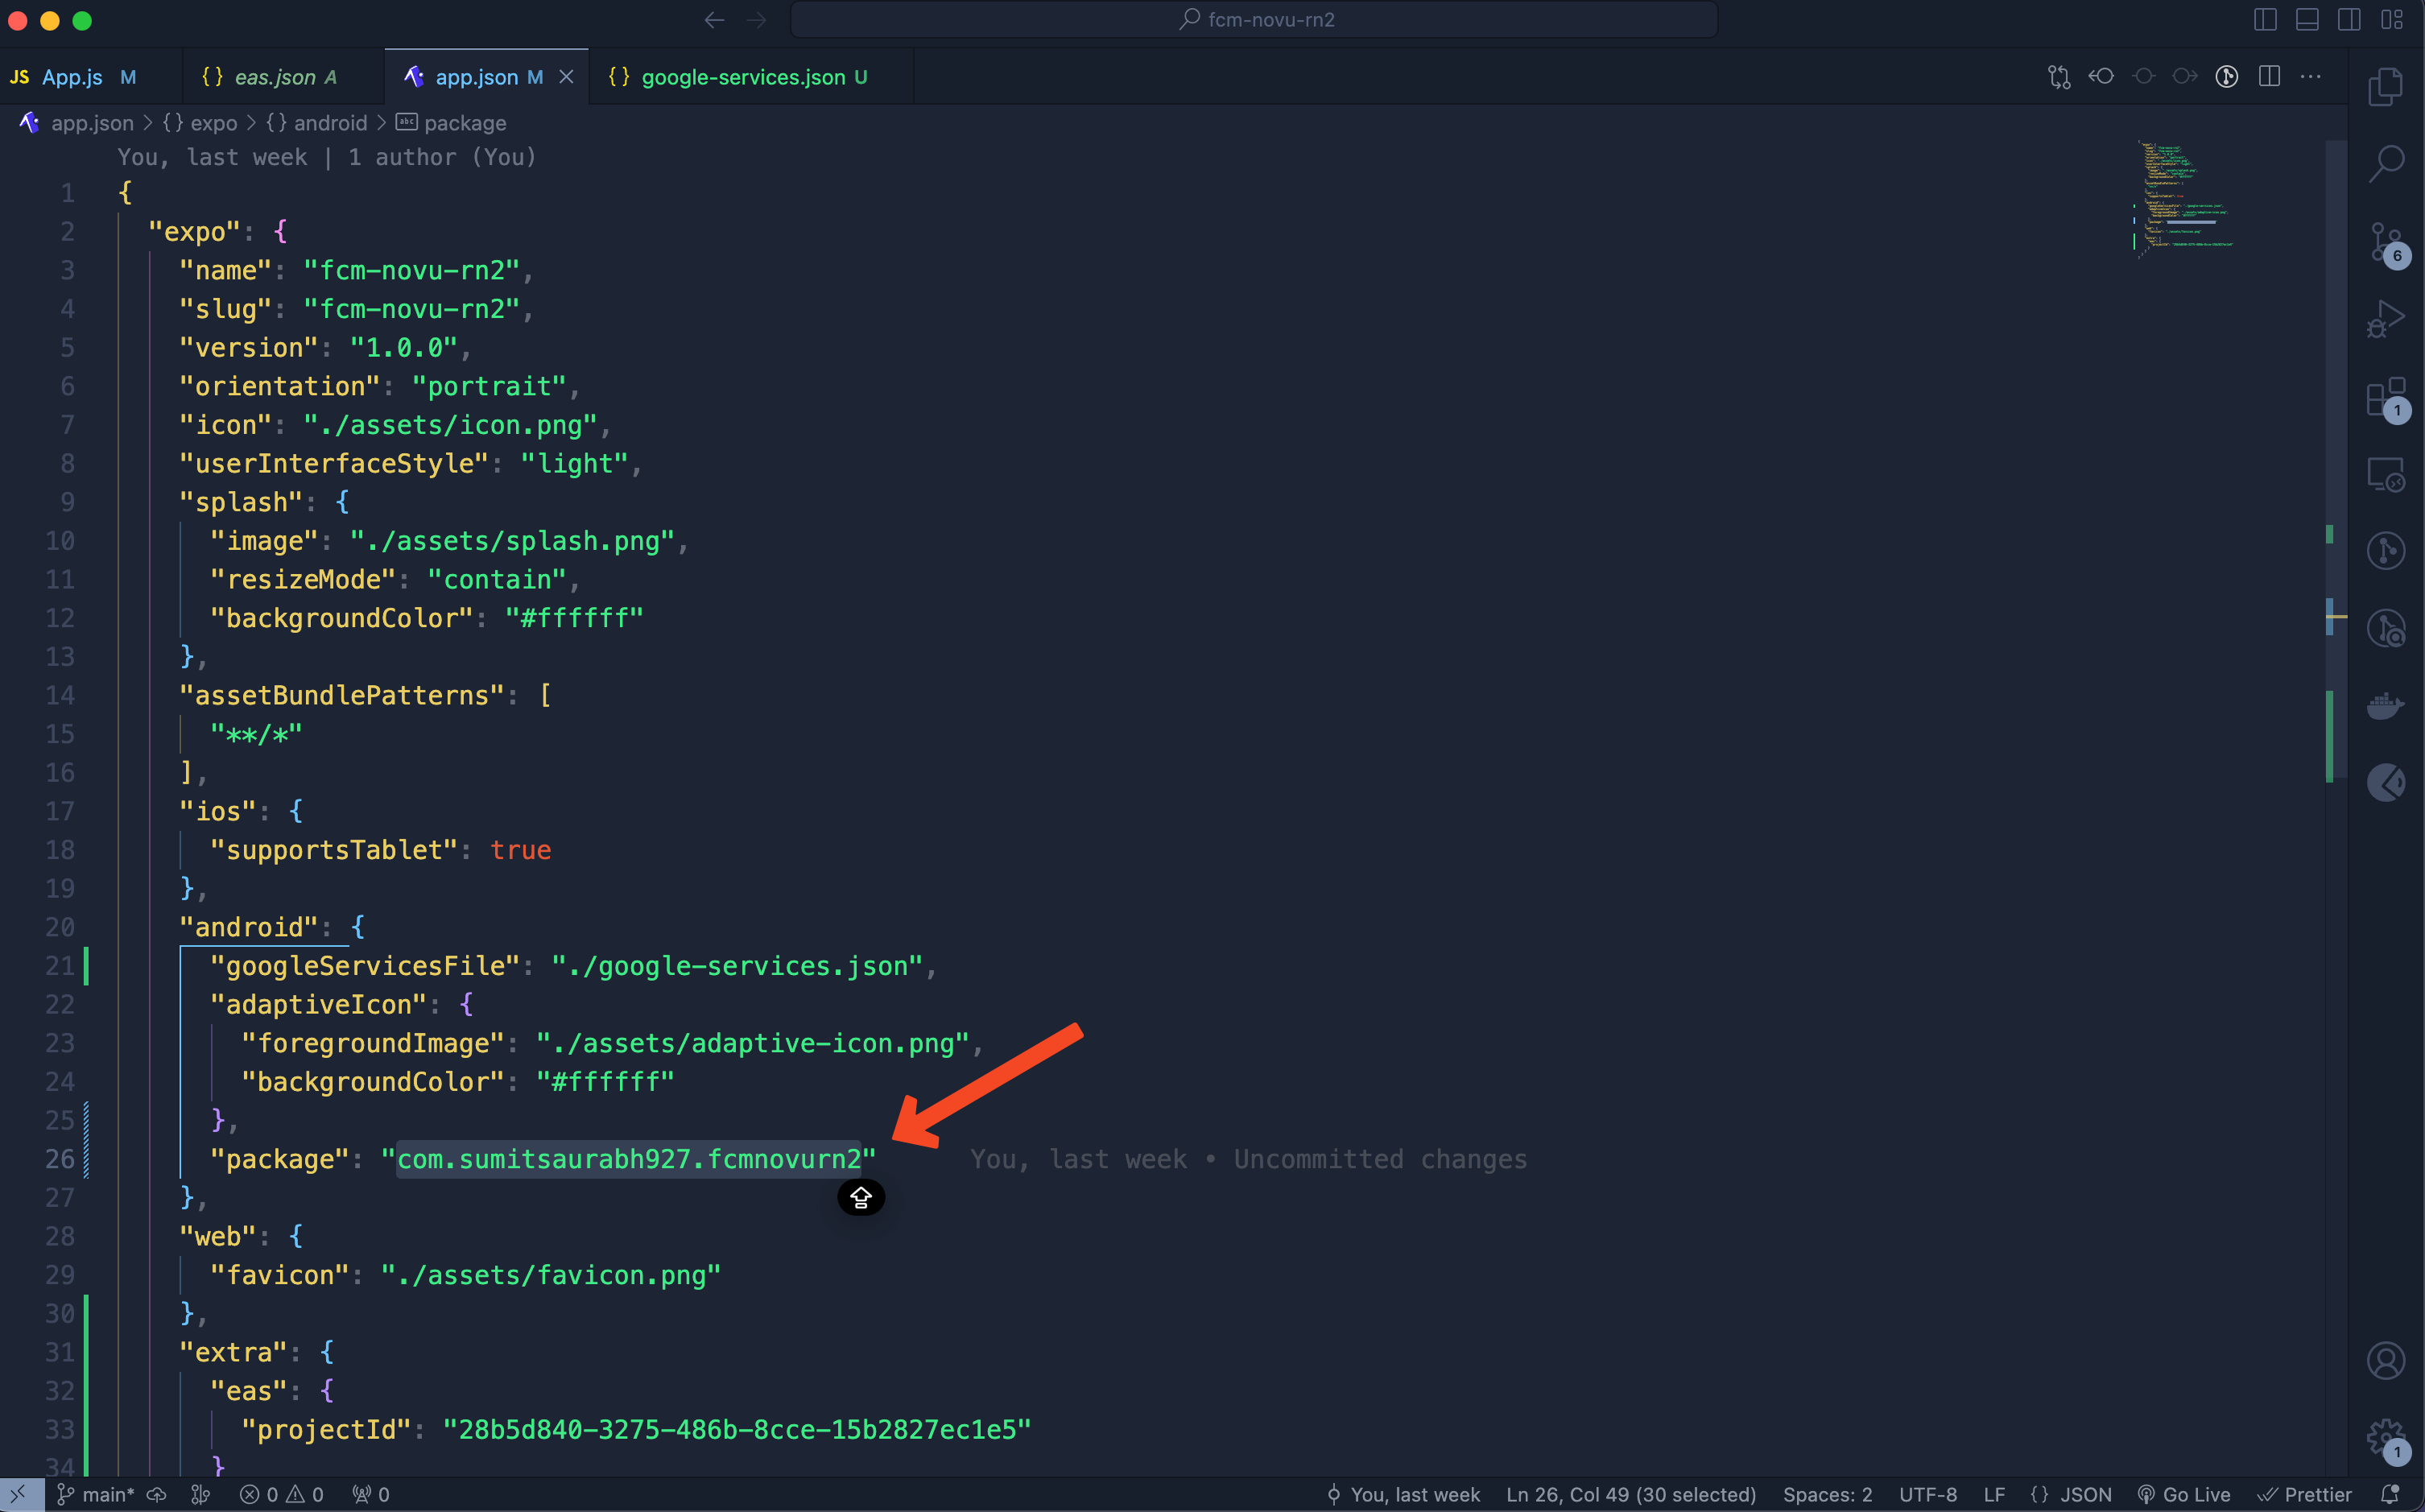 fcm-novu-rn2
JS App.js M
{} eas.json A
app.json M
{} google-services.json U
app.json > {} expo > {} android > abc package
You, last week | 1 author (You)
1 {
2 "expo": {
3 "name": "fcm-novu-rn2",
4 "slug": "fcm-novu-rn2",
5 "version": "1.0.0",
6 "orientation": "portrait",
7 "icon": "./assets/icon.png",
8 "userInterfaceStyle": "light",
9 "splash": {
10 "image": "./assets/splash.png",
11 "resizeMode": "contain",
12 "backgroundColor": "#ffffff"
13 },
14 "assetBundlePatterns": [
15 "**/*"
16 ],
17 "ios": {
18 "supportsTablet": true
19 },
20 "android": {
21 "googleServicesFile": "./google-services.json",
22 "adaptiveIcon": {
23 "foregroundImage": "./assets/adaptive-icon.png",
24 "backgroundColor": "#ffffff"
25 },
26 "package": "com.sumitsaurabh927.fcmnovurn2" You, last week • Uncommitted changes
27 },
28 "web": {
29 "favicon": "./assets/favicon.png"
30 },
31 "extra": {
32 "eas": {
33 "projectId": "28b5d840-3275-486b-8cce-15b2827ec1e5"
34 }
6
1
1
main* 0 0 0 You, last week Ln 26, Col 49 (30 selected) Spaces: 2 UTF-8 LF {} JSON Go Live Prettier